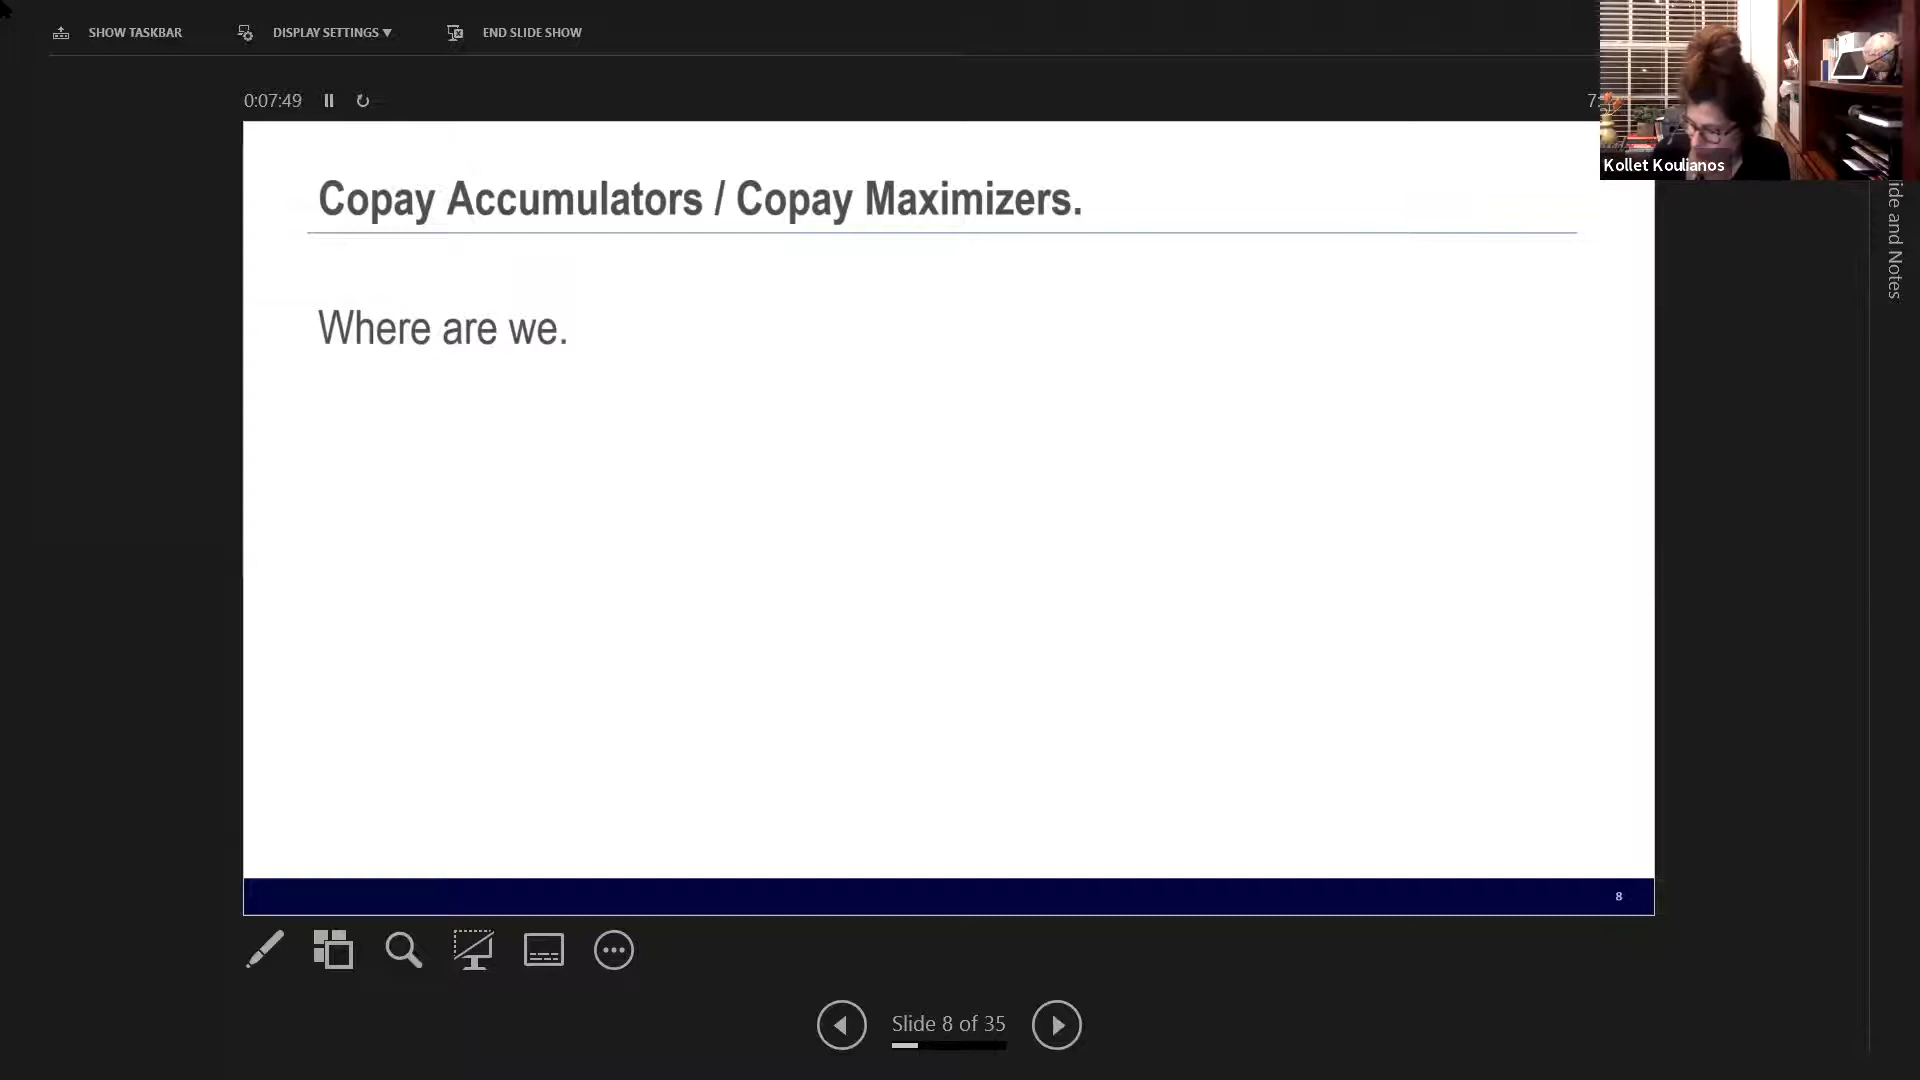 SHOW TASKBAR
DISPLAY SETTINGS ▼
END SLIDE SHOW
0:07:49
7:
Kollet Koulianos
Copay Accumulators / Copay Maximizers.
Where are we.
8
Slide 8 of 35
and Notes